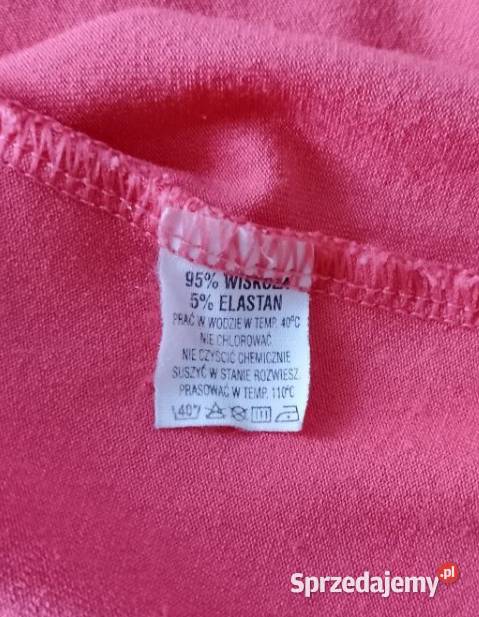 95% WISKOZA
5% ELASTAN
PRAĆ W WODZIE W TEMP. 40°C
NIE CHLOROWAĆ
NIE CZYŚCIĆ CHEMICZNIE
SUSZYĆ W STANIE ROZWIESZ.
PRASOWAĆ W TEMP. 110°C
40°
Sprzedajemy.pl